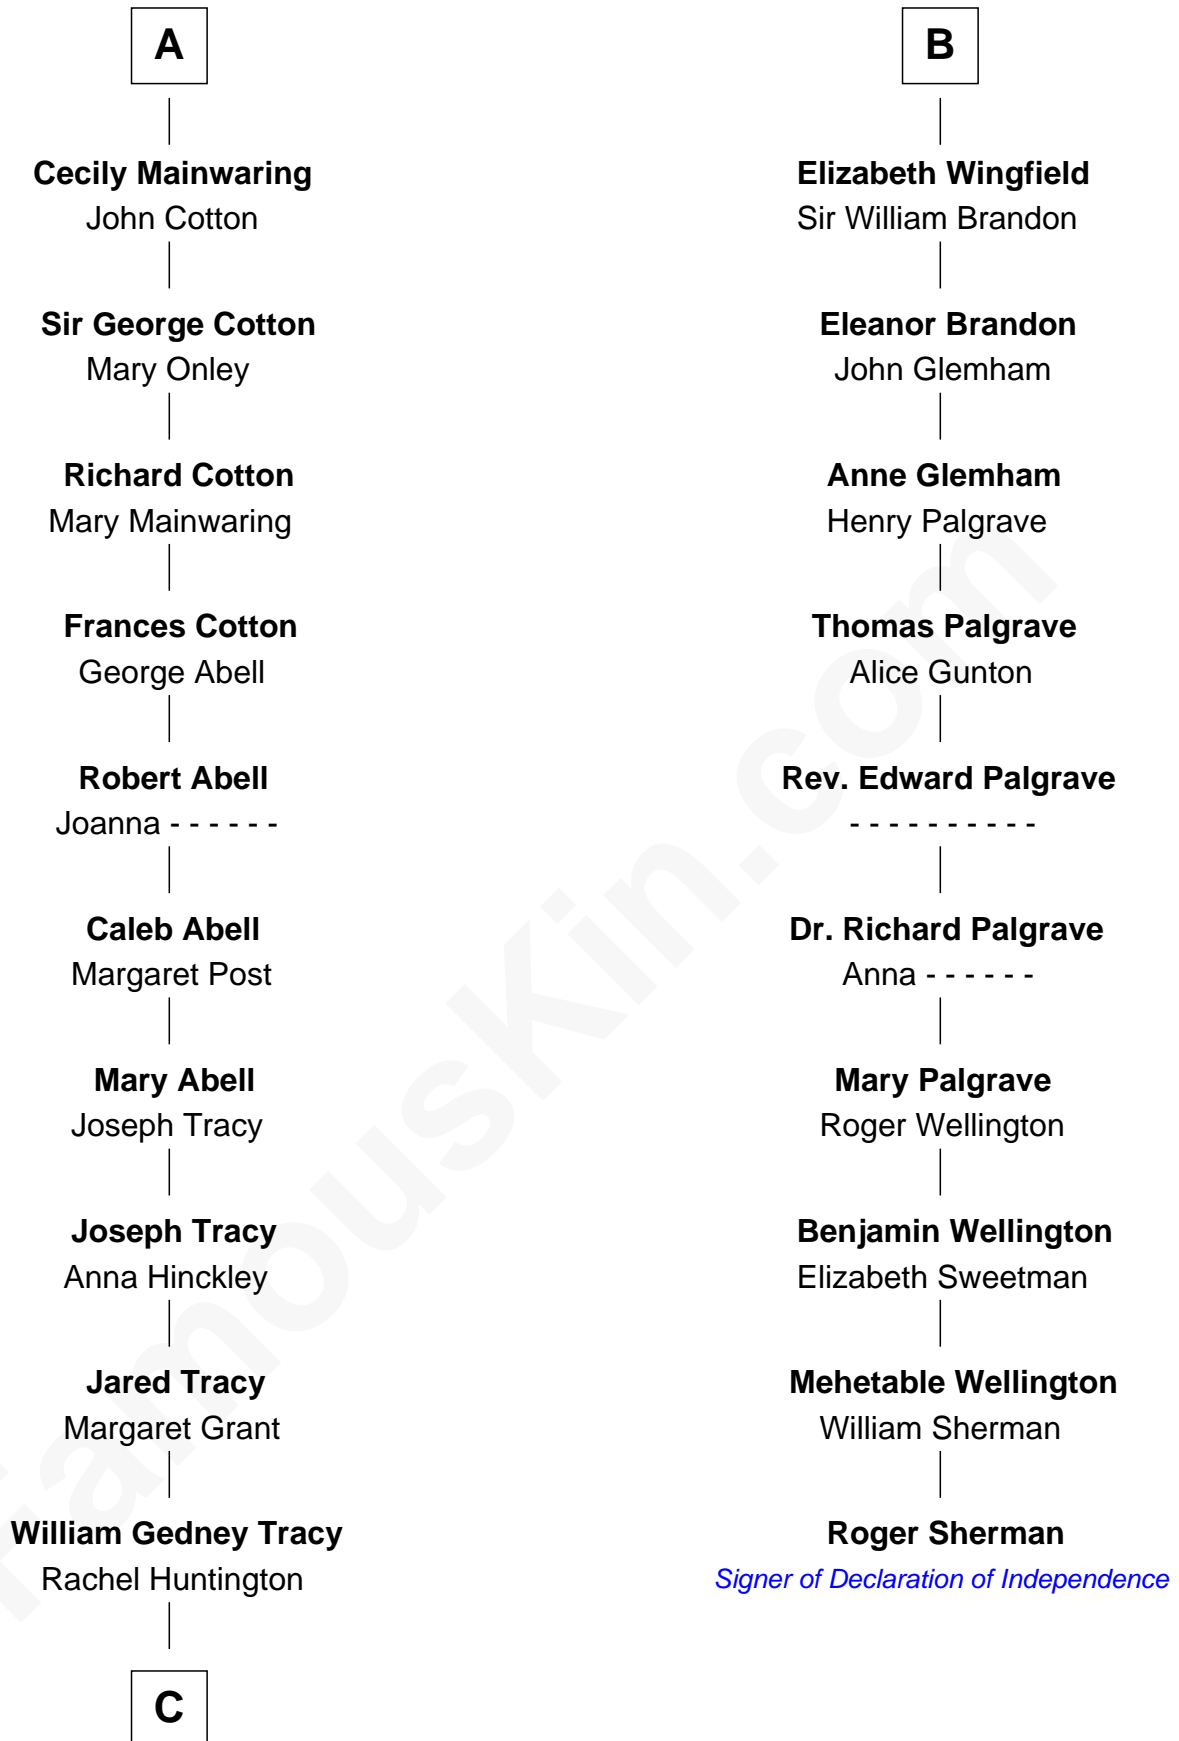 A
Cecily Mainwaring
John Cotton
Sir George Cotton
Mary Onley
Richard Cotton
Mary Mainwaring
Frances Cotton
George Abell
Robert Abell
Joanna - - - - - -
Caleb Abell
Margaret Post
Mary Abell
Joseph Tracy
Joseph Tracy
Anna Hinckley
Jared Tracy
Margaret Grant
William Gedney Tracy
Rachel Huntington
C
B
Elizabeth Wingfield
Sir William Brandon
Eleanor Brandon
John Glemham
Anne Glemham
Henry Palgrave
Thomas Palgrave
Alice Gunton
Rev. Edward Palgrave
- - - - - - - - - -
Dr. Richard Palgrave
Anna - - - - - -
Mary Palgrave
Roger Wellington
Benjamin Wellington
Elizabeth Sweetman
Mehetable Wellington
William Sherman
Roger Sherman
Signer of Declaration of Independence
FamousKin.com